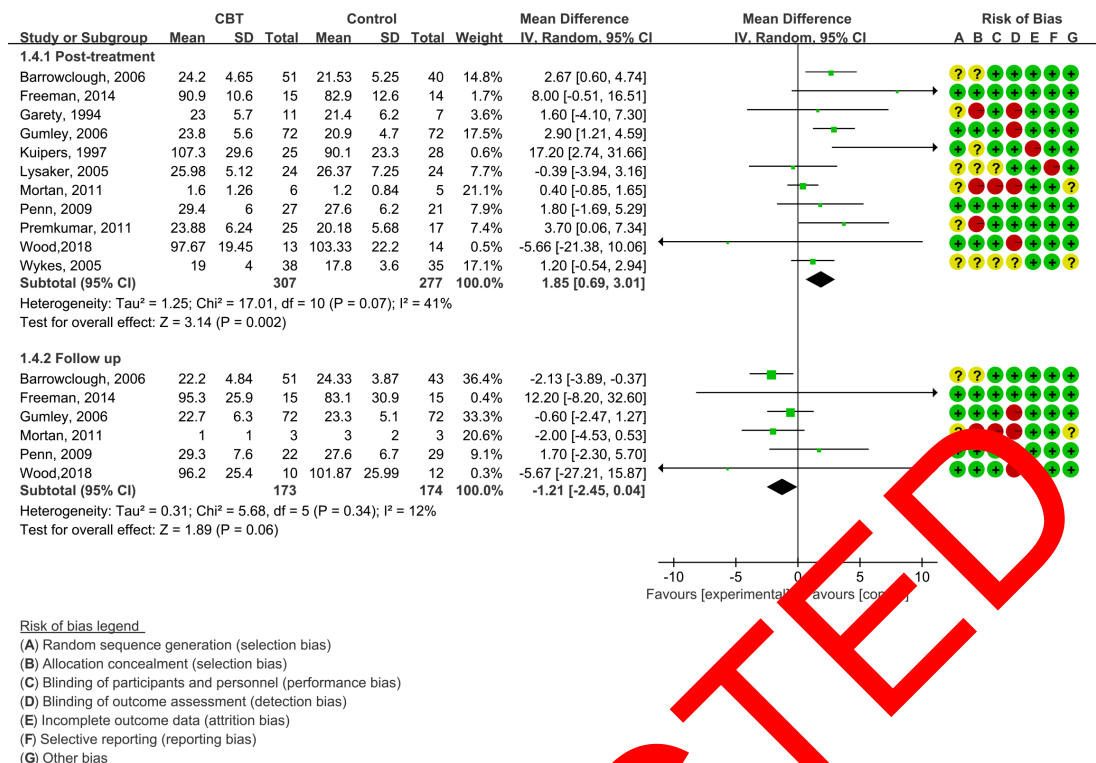 CBT Control Mean Difference Mean Difference Risk of Bias
Study or Subgroup Mean SD Total Mean SD Total Weight IV, Random, 95% CI IV, Random, 95% CI A B C D E F G
1.4.1 Post-treatment
Barrowclough, 2006 24.2 4.65 51 21.53 5.25 40 14.8% 2.67 [0.60, 4.74] ? ? + + + + +
Freeman, 2014 90.9 10.6 15 82.9 12.6 14 1.7% 8.00 [-0.51, 16.51] + + + + + + +
Garety, 1994 23 5.7 11 21.4 6.2 7 3.6% 1.60 [-4.10, 7.30] ? - + - + + +
Gumley, 2006 23.8 5.6 72 20.9 4.7 72 17.5% 2.90 [1.21, 4.59] + + + - + + +
Kuipers, 1997 107.3 29.6 25 90.1 23.3 28 0.6% 17.20 [2.74, 31.66] + ? + + - + +
Lysaker, 2005 25.98 5.12 24 26.37 7.25 24 7.7% -0.39 [-3.94, 3.16] ? ? ? + + - +
Mortan, 2011 1.6 1.26 6 1.2 0.84 5 21.1% 0.40 [-0.85, 1.65] ? - - - + + ?
Penn, 2009 29.4 6 27 27.6 6.2 21 7.9% 1.80 [-1.69, 5.29] + + + + + + +
Premkumar, 2011 23.88 6.24 25 20.18 5.68 17 7.4% 3.70 [0.06, 7.34] ? - + + + + +
Wood,2018 97.67 19.45 13 103.33 22.2 14 0.5% -5.66 [-21.38, 10.06] + + + - + + +
Wykes, 2005 19 4 38 17.8 3.6 35 17.1% 1.20 [-0.54, 2.94] ? ? ? ? + + ?
Subtotal (95% CI) 307 277 100.0% 1.85 [0.69, 3.01]
Heterogeneity: Tau² = 1.25; Chi² = 17.01, df = 10 (P = 0.07); I² = 41%
Test for overall effect: Z = 3.14 (P = 0.002)
1.4.2 Follow up
Barrowclough, 2006 22.2 4.84 51 24.33 3.87 43 36.4% -2.13 [-3.89, -0.37] ? ? + + + + +
Freeman, 2014 95.3 25.9 15 83.1 30.9 15 0.4% 12.20 [-8.20, 32.60] + + + + + + +
Gumley, 2006 22.7 6.3 72 23.3 5.1 72 33.3% -0.60 [-2.47, 1.27] + + + - + + +
Mortan, 2011 1 1 3 3 2 3 20.6% -2.00 [-4.53, 0.53] ? - - - + + ?
Penn, 2009 29.3 7.6 22 27.6 6.7 29 9.1% 1.70 [-2.30, 5.70] + + + +
Wood,2018 96.2 25.4 10 101.87 25.99 12 0.3% -5.67 [-27.21, 15.87] + + + +
Subtotal (95% CI) 173 174 100.0% -1.21 [-2.45, 0.04]
Heterogeneity: Tau² = 0.31; Chi² = 5.68, df = 5 (P = 0.34); I² = 12%
Test for overall effect: Z = 1.89 (P = 0.06)
-10 -5 0 5 10
Favours [experimental]
Risk of bias legend
(A) Random sequence generation (selection bias)
(B) Allocation concealment (selection bias)
(C) Blinding of participants and personnel (performance bias)
(D) Blinding of outcome assessment (detection bias)
(E) Incomplete outcome data (attrition bias)
(F) Selective reporting (reporting bias)
(G) Other bias
TED